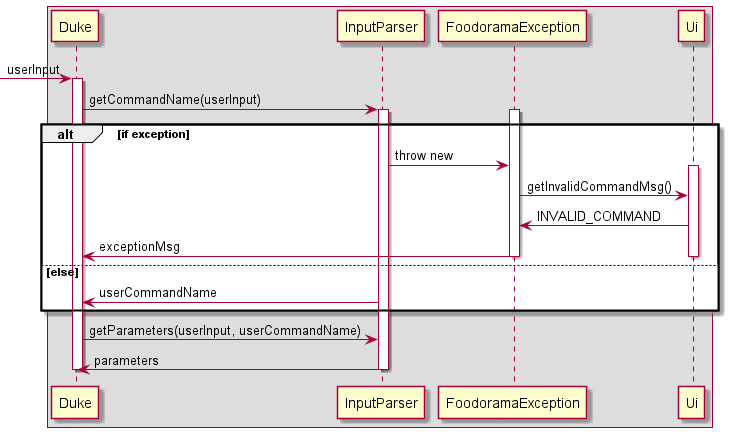 Duke
InputParser
FoodoramaException
Ui
userInput
getCommandName(userInput)
alt
[if exception]
throw new
getInvalidCommandMsg()
INVALID_COMMAND
exceptionMsg
[else]
userCommandName
getParameters(userInput, userCommandName)
parameters
Duke
InputParser
FoodoramaException
Ui